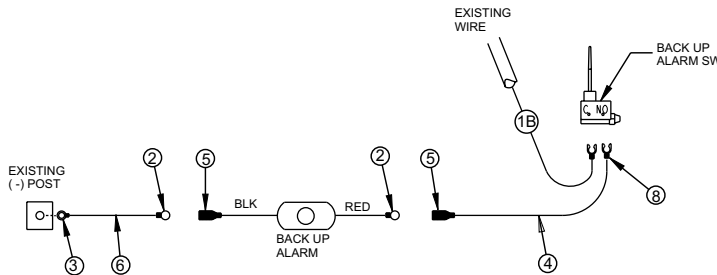 EXISTING
WIRE
BACK UP
ALARM SW
C NO
1B
EXISTING
( - ) POST
2
5
BLK
RED
2
5
8
BACK UP
ALARM
3
6
4